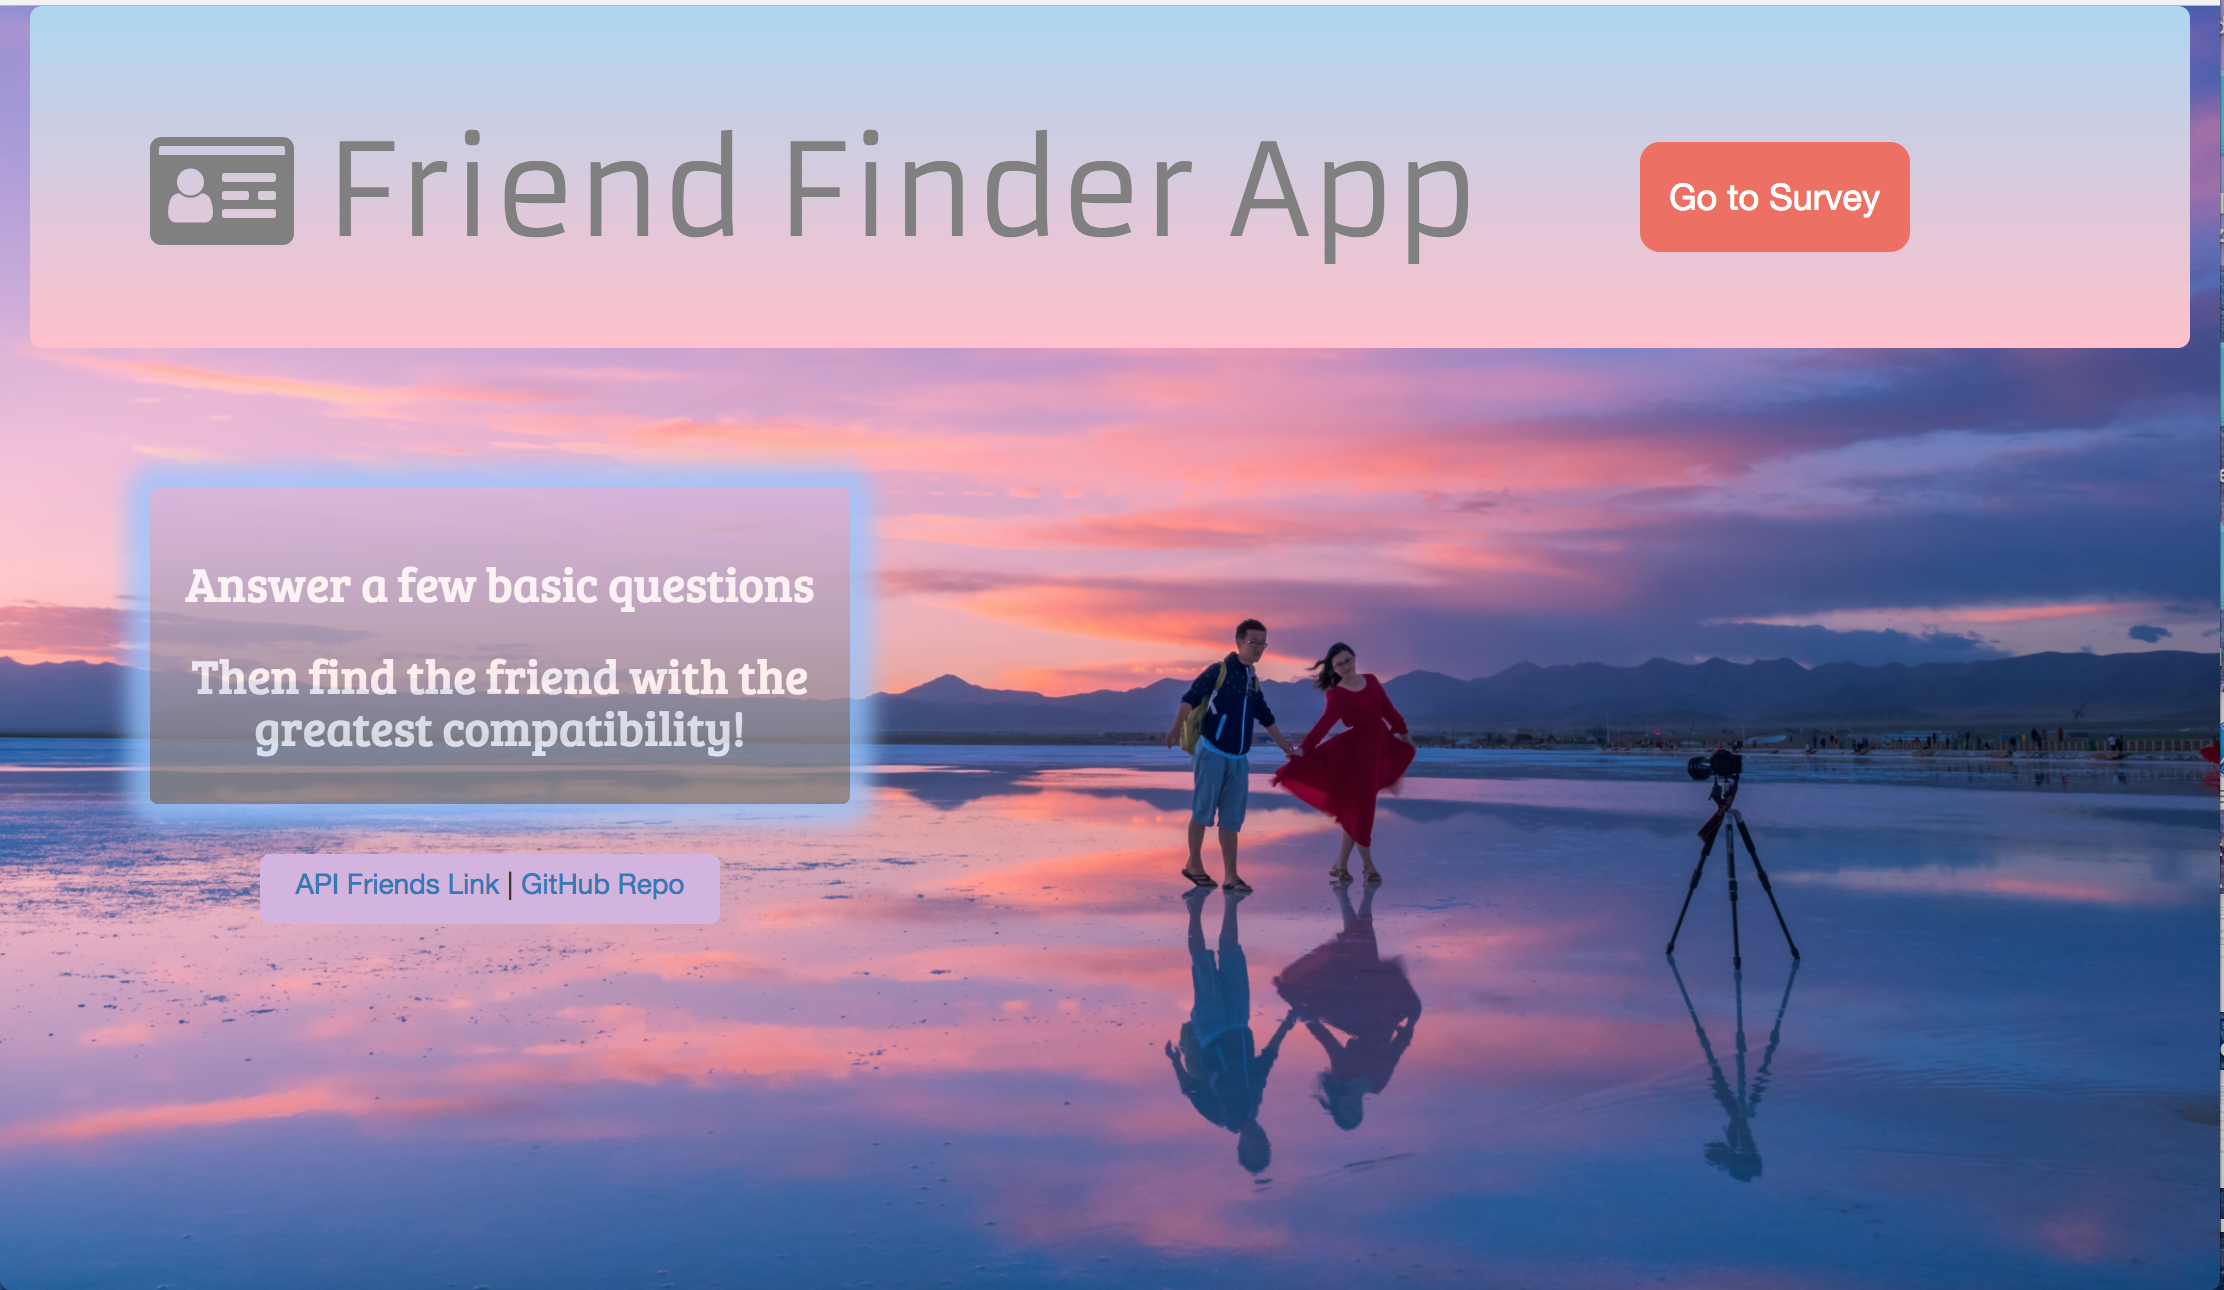 Friend Finder App
Go to Survey
Answer a few basic questions
Then find the friend with the
greatest compatibility!
API Friends Link | GitHub Repo